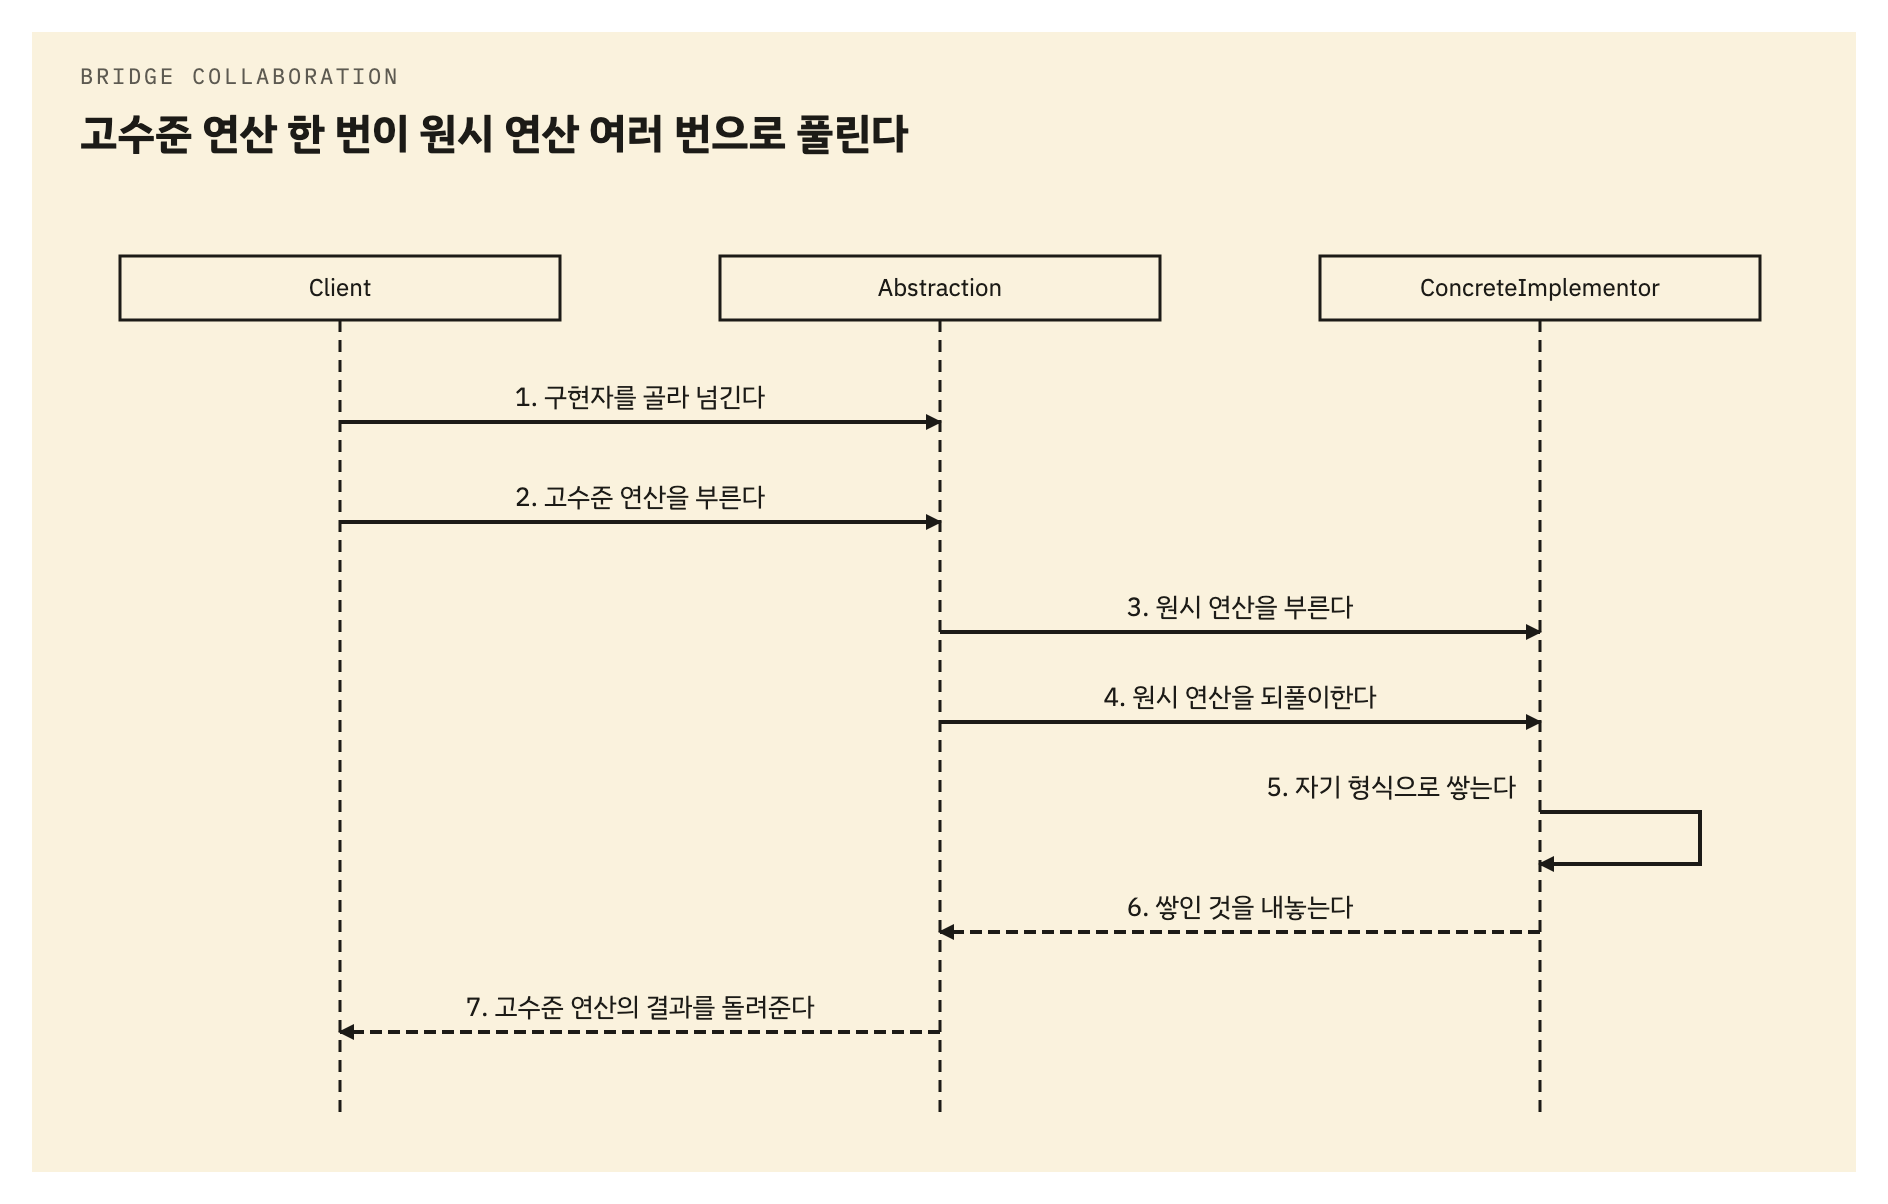 BRIDGE COLLABORATION
고수준 연산 한 번이 원시 연산 여러 번으로 풀린다
Client
Abstraction
ConcreteImplementor
1. 구현자를 골라 넘긴다
2. 고수준 연산을 부른다
3. 원시 연산을 부른다
4. 원시 연산을 되풀이한다
5. 자기 형식으로 쌓는다
6. 쌓인 것을 내놓는다
7. 고수준 연산의 결과를 돌려준다